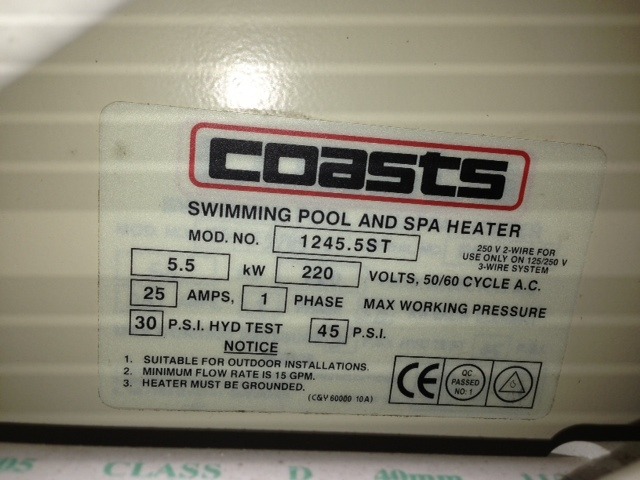 coasts
SWIMMING POOL AND SPA HEATER
MOD. NO. 1245.5ST
250 V 2-WIRE FOR
USE ONLY ON 125/250 V
3-WIRE SYSTEM
5.5 kW 220 VOLTS, 50/60 CYCLE A.C.
25 AMPS, 1 PHASE MAX WORKING PRESSURE
30 P.S.I. HYD TEST 45 P.S.I.
NOTICE
1. SUITABLE FOR OUTDOOR INSTALLATIONS.
2. MINIMUM FLOW RATE IS 15 GPM.
3. HEATER MUST BE GROUNDED.
(C&Y 60000 10A)
CE
QC
PASSED
NO: 1
05 CLASS D 40mm